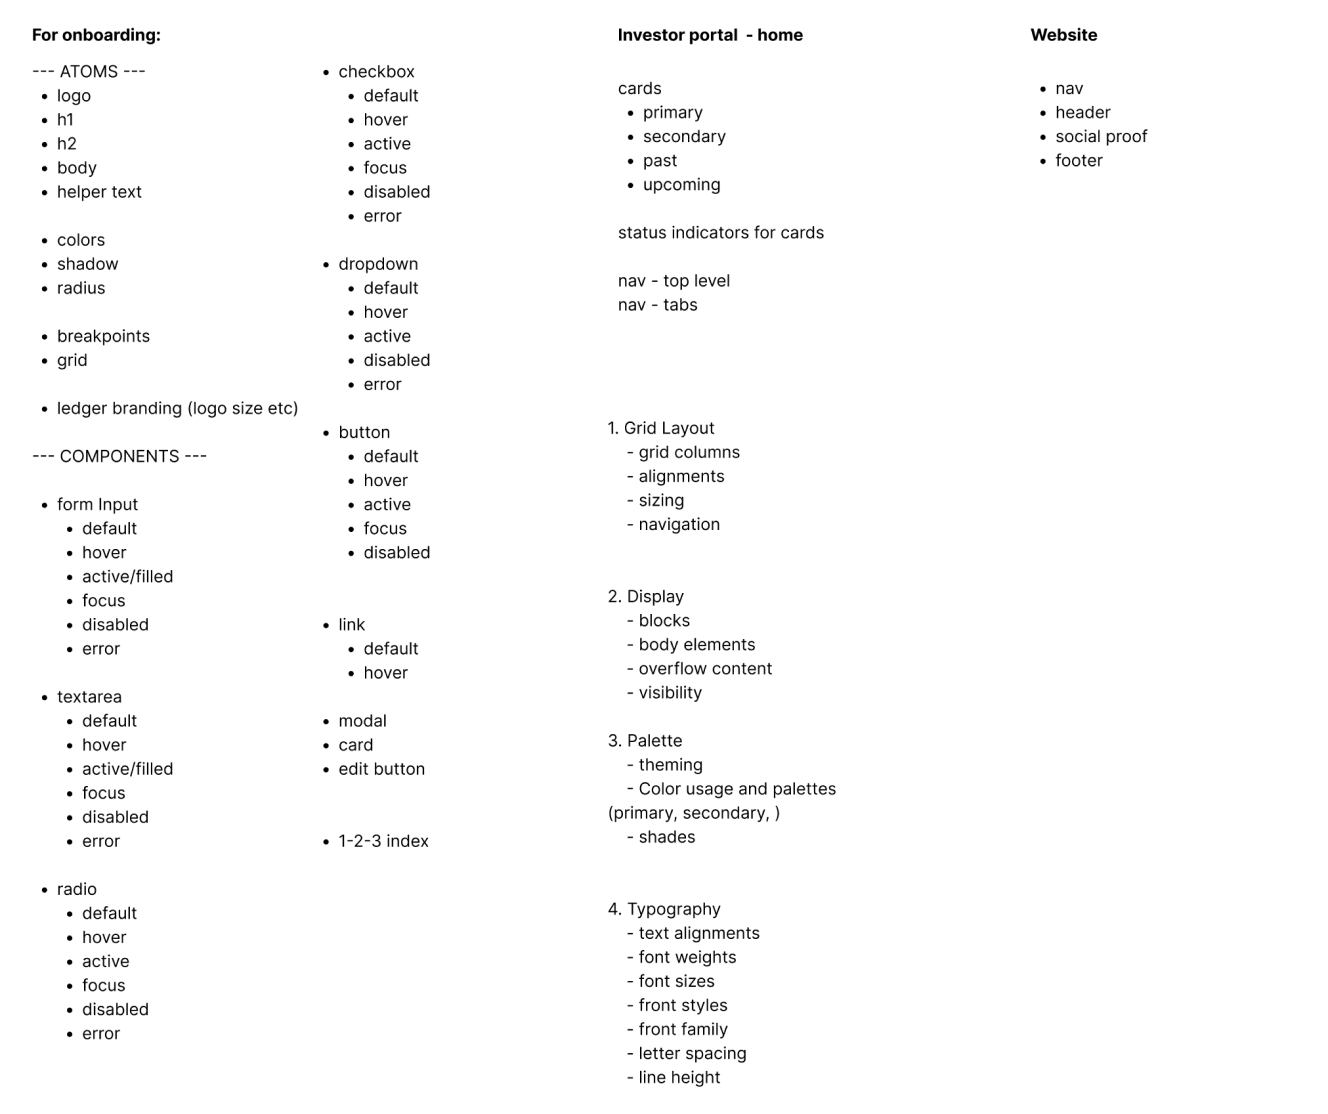 For onboarding:
--- ATOMS ---
• logo
• h1
• h2
• body
• helper text
• colors
• shadow
• radius
• breakpoints
• grid
• ledger branding (logo size etc)
--- COMPONENTS ---
• form Input
• default
• hover
• active/filled
• focus
• disabled
• error
• textarea
• default
• hover
• active/filled
• focus
• disabled
• error
• radio
• default
• hover
• active
• focus
• disabled
• error
• checkbox
• default
• hover
• active
• focus
• disabled
• error
• dropdown
• default
• hover
• active
• disabled
• error
• button
• default
• hover
• active
• focus
• disabled
• link
• default
• hover
• modal
• card
• edit button
• 1-2-3 index
Investor portal - home
cards
• primary
• secondary
• past
• upcoming
status indicators for cards
nav - top level
nav - tabs
1. Grid Layout
- grid columns
- alignments
- sizing
- navigation
2. Display
- blocks
- body elements
- overflow content
- visibility
3. Palette
- theming
- Color usage and palettes
(primary, secondary, )
- shades
4. Typography
- text alignments
- font weights
- font sizes
- front styles
- front family
- letter spacing
- line height
Website
• nav
• header
• social proof
• footer